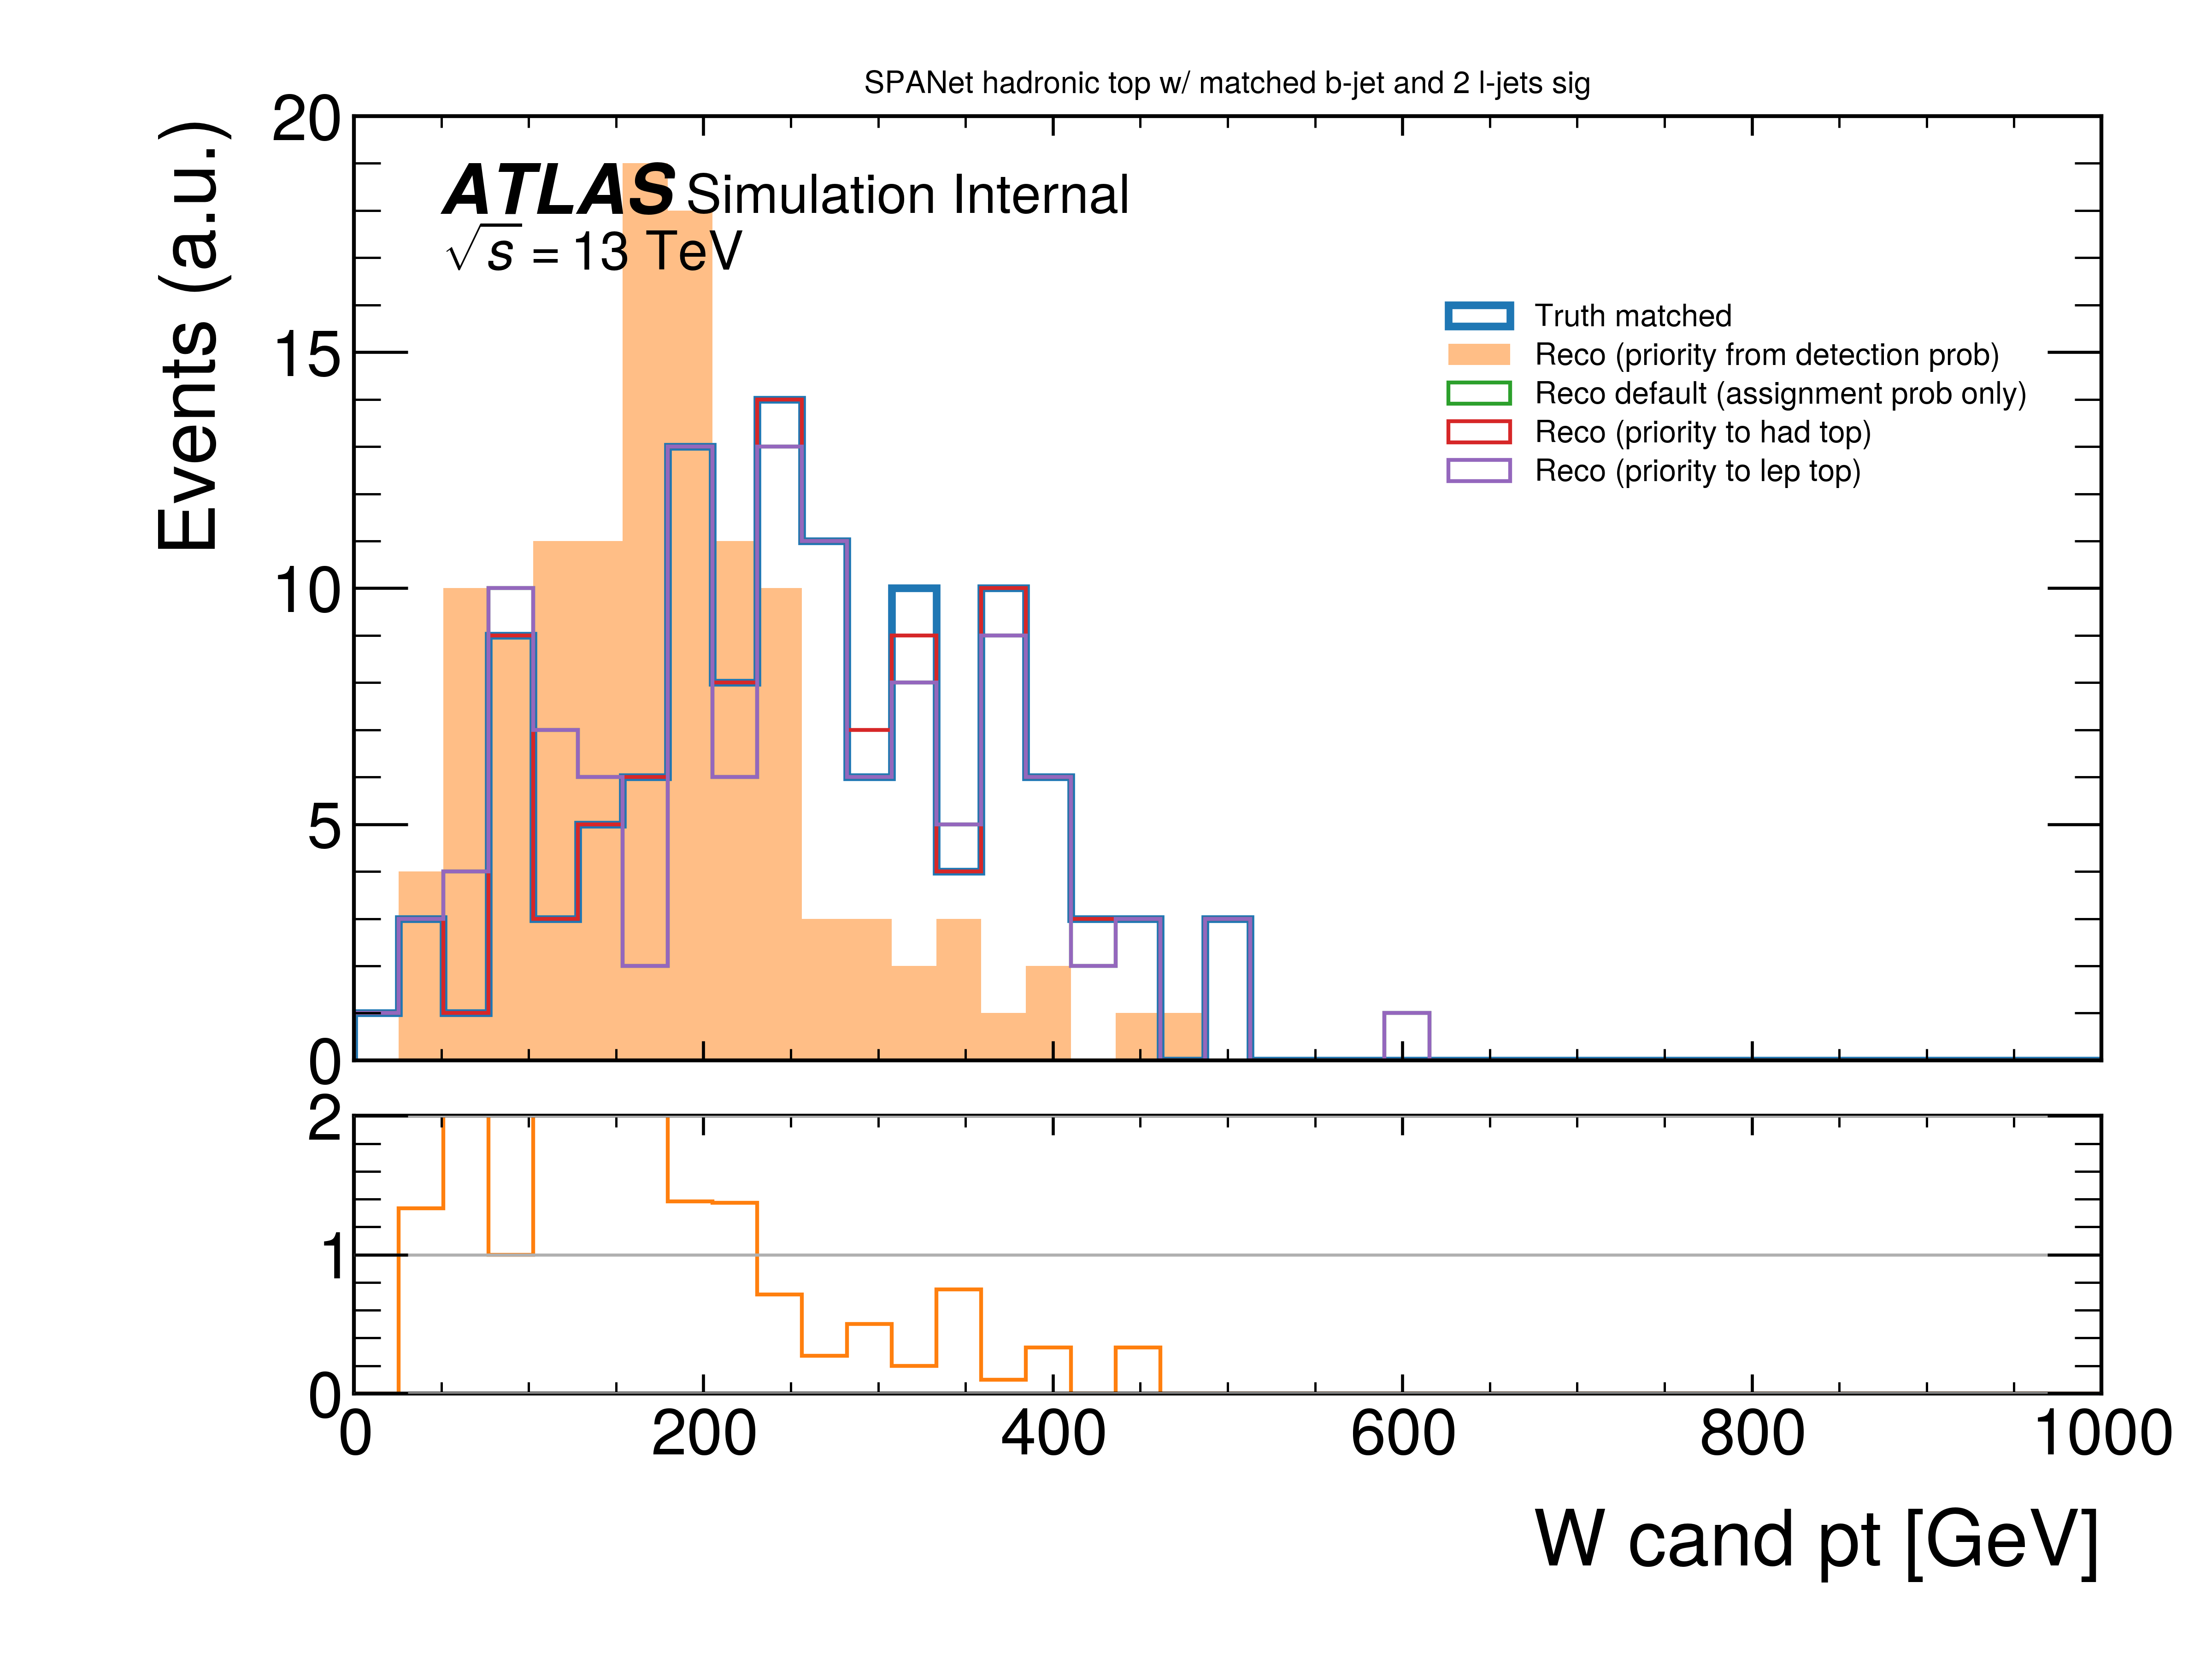 SPANet hadronic top w/ matched b-jet and 2 l-jets sig
ATLAS Simulation Internal
√s = 13 TeV
Events (a.u.)
20
15
10
5
0
Truth matched
Reco (priority from detection prob)
Reco default (assignment prob only)
Reco (priority to had top)
Reco (priority to lep top)
2
1
0
0 200 400 600 800 1000
W cand pt [GeV]